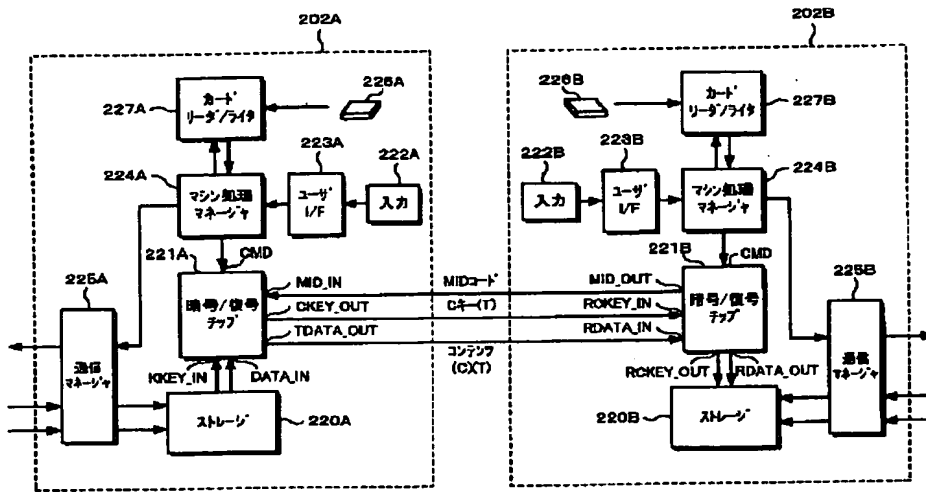 202A
202B
226A
226B
227A
カード
リーダ/ライタ
カード
リーダ/ライタ
227B
223A
222A
222B
223B
224A
224B
マシン処理
マネージャ
ユーザ
I/F
入力
入力
ユーザ
I/F
マシン処理
マネージャ
221A
CMD
221B
CMD
225A
225B
MID_IN
MIDコード
MID_OUT
暗号/復号
チップ
CKEY_OUT
Cキー(T)
RCKEY_IN
暗号/復号
チップ
TDATA_OUT
コンテンツ
(C)(T)
RDATA_IN
通信
マネージャ
通信
マネージャ
KKEY_IN
DATA_IN
RCKEY_OUT
RDATA_OUT
ストレージ
220A
220B
ストレージ